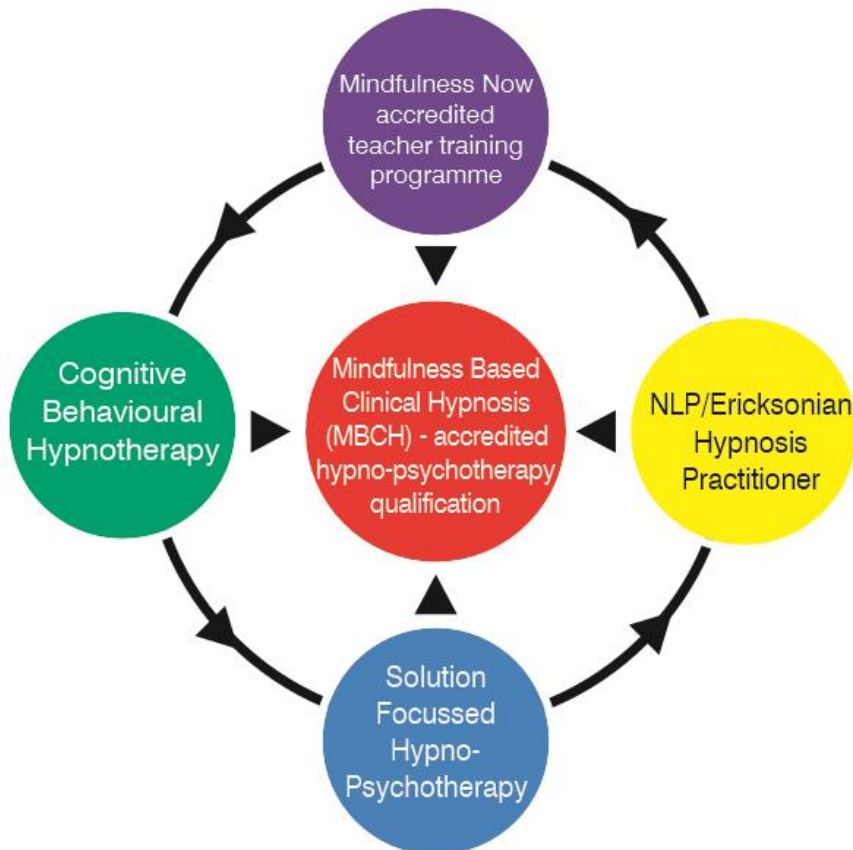 Mindfulness Now
accredited
teacher training
programme
Cognitive
Behavioural
Hypnotherapy
Mindfulness Based
Clinical Hypnosis
(MBCH) - accredited
hypno-psychotherapy
qualification
NLP/Ericksonian
Hypnosis
Practitioner
Solution
Focussed
Hypno-
Psychotherapy